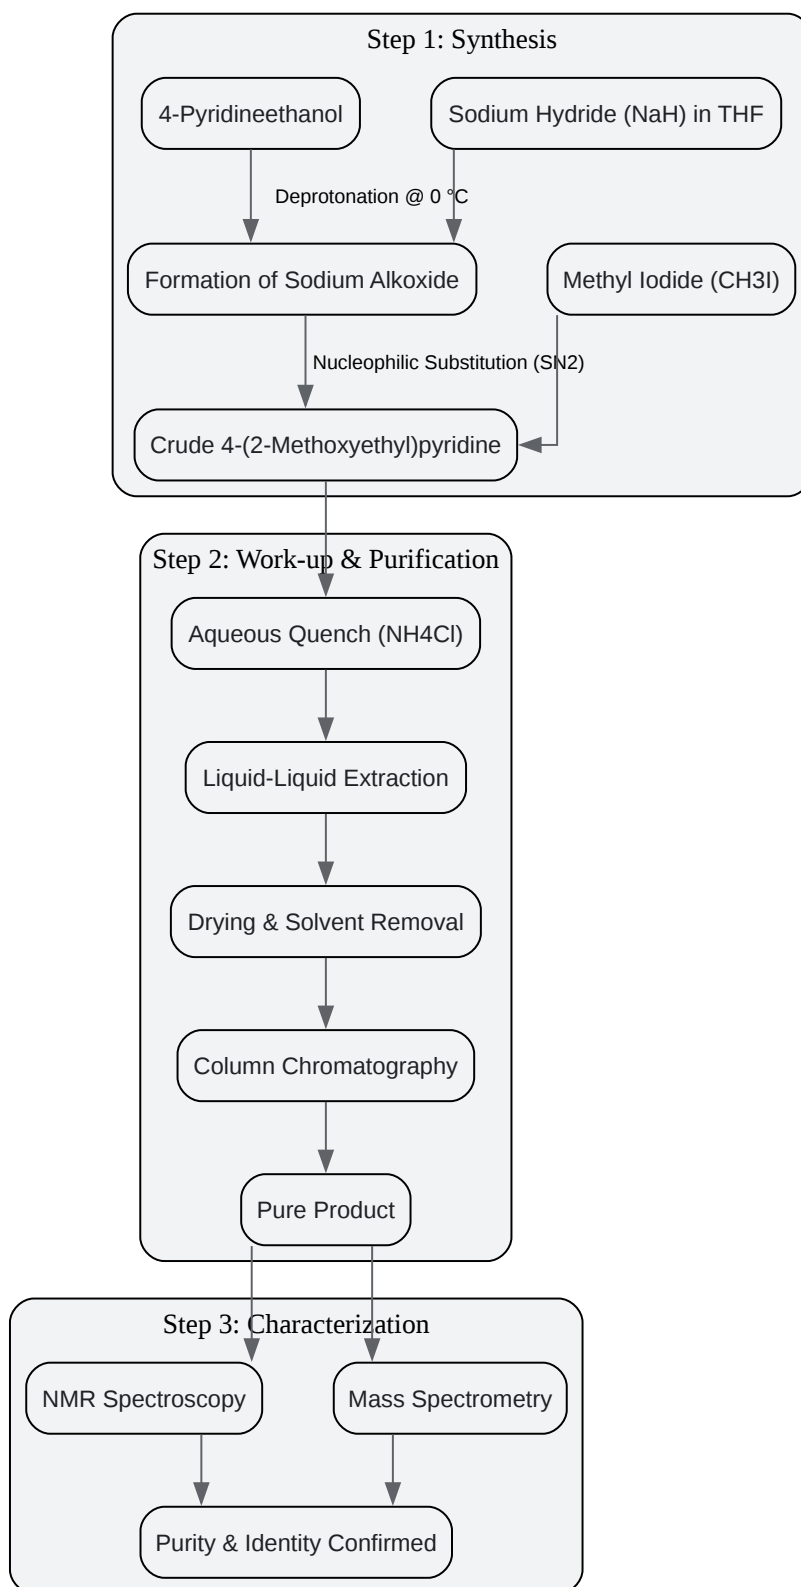 Step 1: Synthesis
4-Pyridineethanol
Sodium Hydride (NaH) in THF
Deprotonation @ 0 °C
Formation of Sodium Alkoxide
Methyl Iodide (CH3I)
Nucleophilic Substitution (SN2)
Crude 4-(2-Methoxyethyl)pyridine
Step 2: Work-up & Purification
Aqueous Quench (NH4Cl)
Liquid-Liquid Extraction
Drying & Solvent Removal
Column Chromatography
Pure Product
Step 3: Characterization
NMR Spectroscopy
Mass Spectrometry
Purity & Identity Confirmed